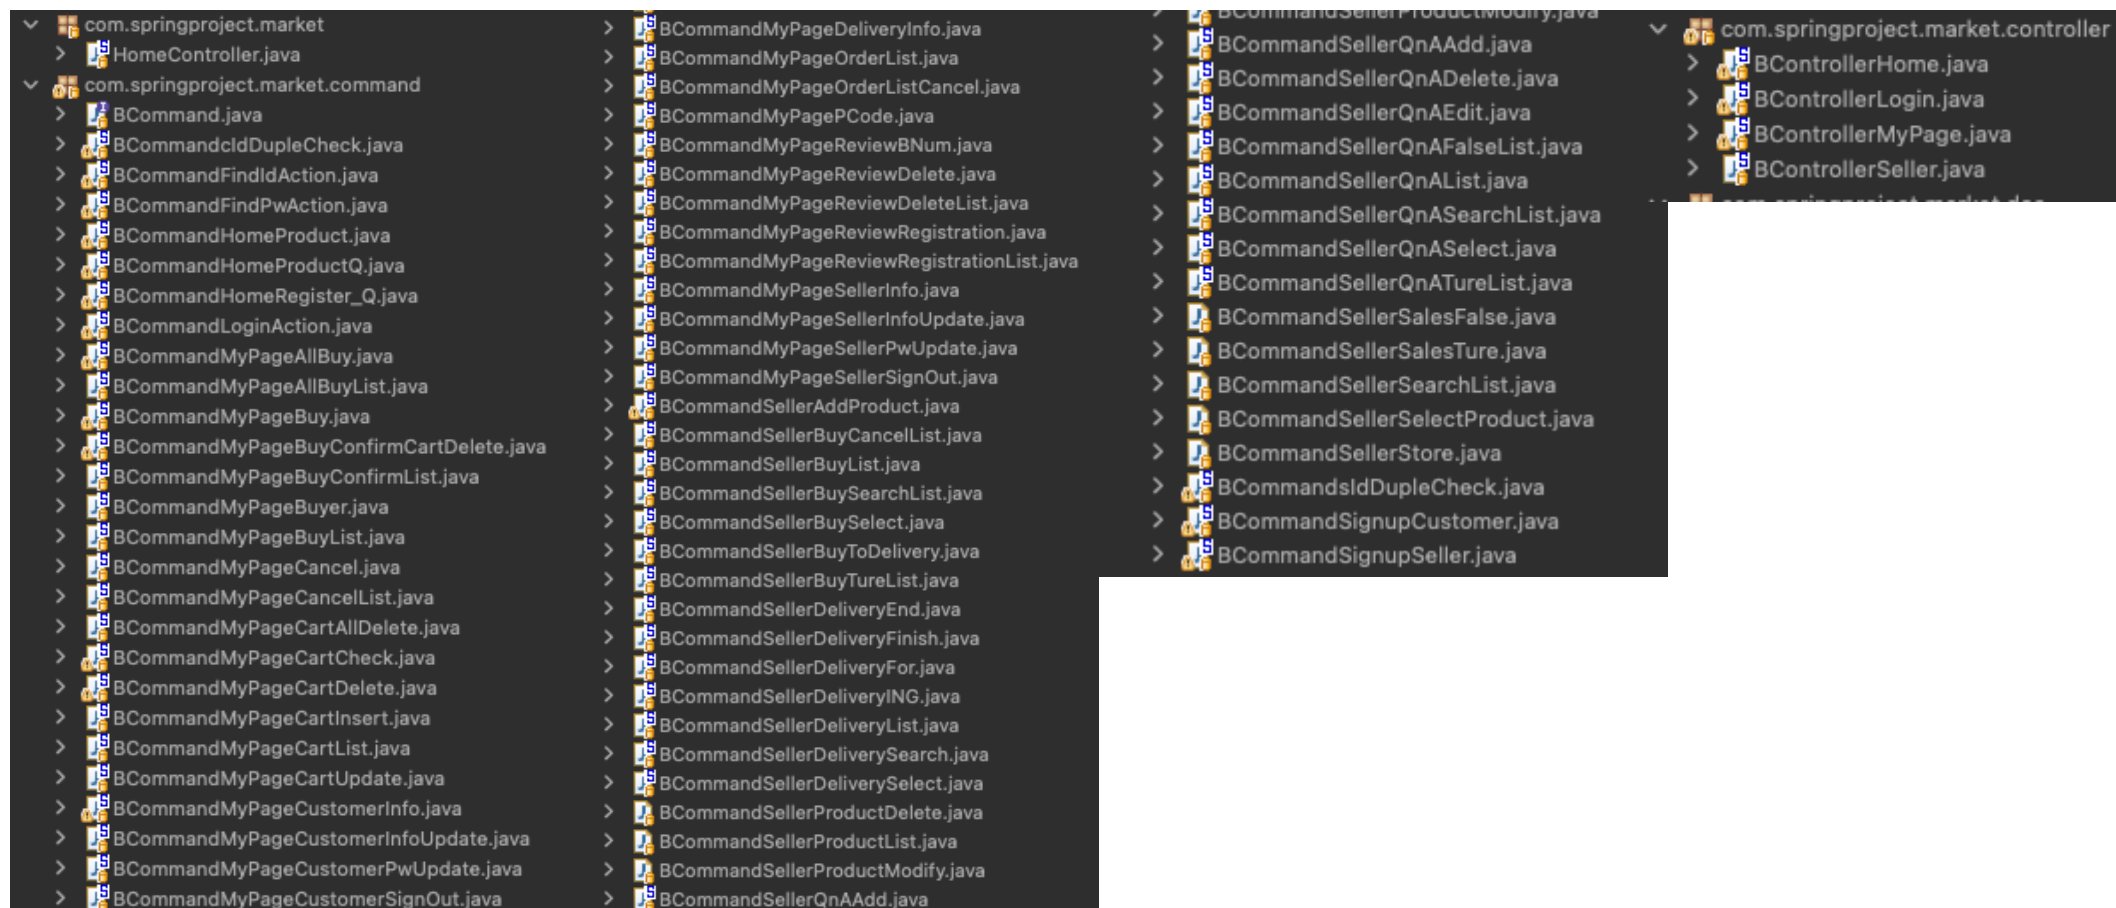 com.springproject.market
HomeController.java
com.springproject.market.command
BCommand.java
BCommandcIdDupleCheck.java
BCommandFindIdAction.java
BCommandFindPwAction.java
BCommandHomeProduct.java
BCommandHomeProductQ.java
BCommandHomeRegister_Q.java
BCommandLoginAction.java
BCommandMyPageAllBuy.java
BCommandMyPageAllBuyList.java
BCommandMyPageBuy.java
BCommandMyPageBuyConfirmCartDelete.java
BCommandMyPageBuyConfirmList.java
BCommandMyPageBuyer.java
BCommandMyPageBuyList.java
BCommandMyPageCancel.java
BCommandMyPageCancelList.java
BCommandMyPageCartAllDelete.java
BCommandMyPageCartCheck.java
BCommandMyPageCartDelete.java
BCommandMyPageCartInsert.java
BCommandMyPageCartList.java
BCommandMyPageCartUpdate.java
BCommandMyPageCustomerInfo.java
BCommandMyPageCustomerInfoUpdate.java
BCommandMyPageCustomerPwUpdate.java
BCommandMyPageCustomerSignOut.java
BCommandMyPageDeliveryInfo.java
BCommandMyPageOrderList.java
BCommandMyPageOrderListCancel.java
BCommandMyPagePCode.java
BCommandMyPageReviewBNum.java
BCommandMyPageReviewDelete.java
BCommandMyPageReviewDeleteList.java
BCommandMyPageReviewRegistration.java
BCommandMyPageReviewRegistrationList.java
BCommandMyPageSellerInfo.java
BCommandMyPageSellerInfoUpdate.java
BCommandMyPageSellerPwUpdate.java
BCommandMyPageSellerSignOut.java
BCommandSellerAddProduct.java
BCommandSellerBuyCancelList.java
BCommandSellerBuyList.java
BCommandSellerBuySearchList.java
BCommandSellerBuySelect.java
BCommandSellerBuyToDelivery.java
BCommandSellerBuyTureList.java
BCommandSellerDeliveryEnd.java
BCommandSellerDeliveryFinish.java
BCommandSellerDeliveryFor.java
BCommandSellerDeliveryING.java
BCommandSellerDeliveryList.java
BCommandSellerDeliverySearch.java
BCommandSellerDeliverySelect.java
BCommandSellerProductDelete.java
BCommandSellerProductList.java
BCommandSellerProductModify.java
BCommandSellerQnAAdd.java
BCommandSellerProductModify.java
BCommandSellerQnAAdd.java
BCommandSellerQnADelete.java
BCommandSellerQnAEdit.java
BCommandSellerQnAFalseList.java
BCommandSellerQnAList.java
BCommandSellerQnASearchList.java
BCommandSellerQnASelect.java
BCommandSellerQnATureList.java
BCommandSellerSalesFalse.java
BCommandSellerSalesTure.java
BCommandSellerSearchList.java
BCommandSellerSelectProduct.java
BCommandSellerStore.java
BCommandsIdDupleCheck.java
BCommandSignupCustomer.java
BCommandSignupSeller.java
com.springproject.market.controller
BControllerHome.java
BControllerLogin.java
BControllerMyPage.java
BControllerSeller.java